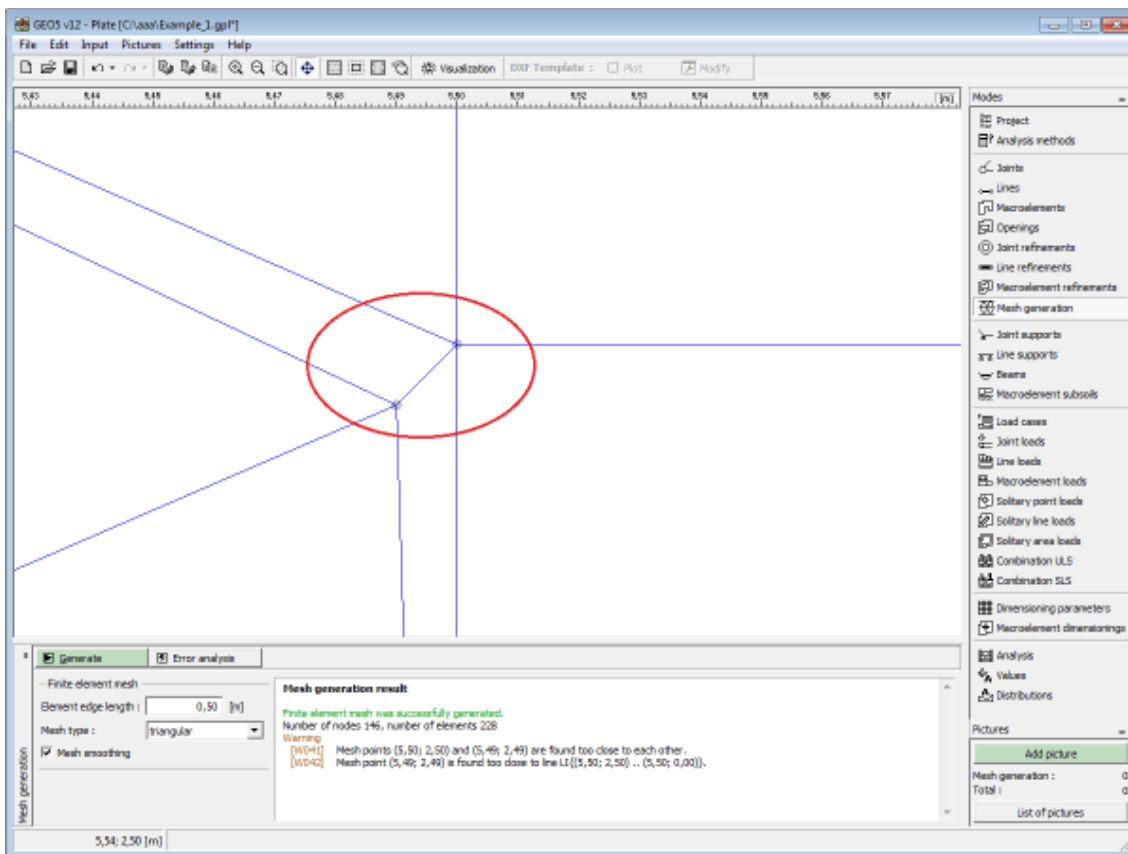 GEO5 v12 - Plate [C:\aaa\Example_1.gpl*]
File Edit Input Pictures Settings Help
Visualization DXF Template : Plot Modify
5,43 5,44 5,45 5,46 5,47 5,48 5,49 5,50 5,51 5,52 5,53 5,54 5,55 5,56 5,57 [m]
Modes
Project
Analysis methods
Joints
Lines
Macroelements
Openings
Joint refinements
Line refinements
Macroelement refinements
Mesh generation
Joint supports
Line supports
Beams
Macroelement subsoils
Load cases
Joint loads
Line loads
Macroelement loads
Solitary point loads
Solitary line loads
Solitary area loads
Combination ULS
Combination SLS
Dimensioning parameters
Macroelement dimensionings
Analysis
Values
Distributions
Pictures
Add picture
Mesh generation : 0
Total : 0
List of pictures
Mesh generation
Generate Error analysis
Finite element mesh
Element edge length : 0,50 [m]
Mesh type : triangular
Mesh smoothing
Mesh generation result
Finite element mesh was successfully generated.
Number of nodes 146, number of elements 228
Warning
[W041] Mesh points (5,50; 2,50) and (5,49; 2,49) are found too close to each other.
[W042] Mesh point (5,49; 2,49) is found too close to line LI{(5,50; 2,50) .. (5,50; 0,00)}.
5,54; 2,50 [m]